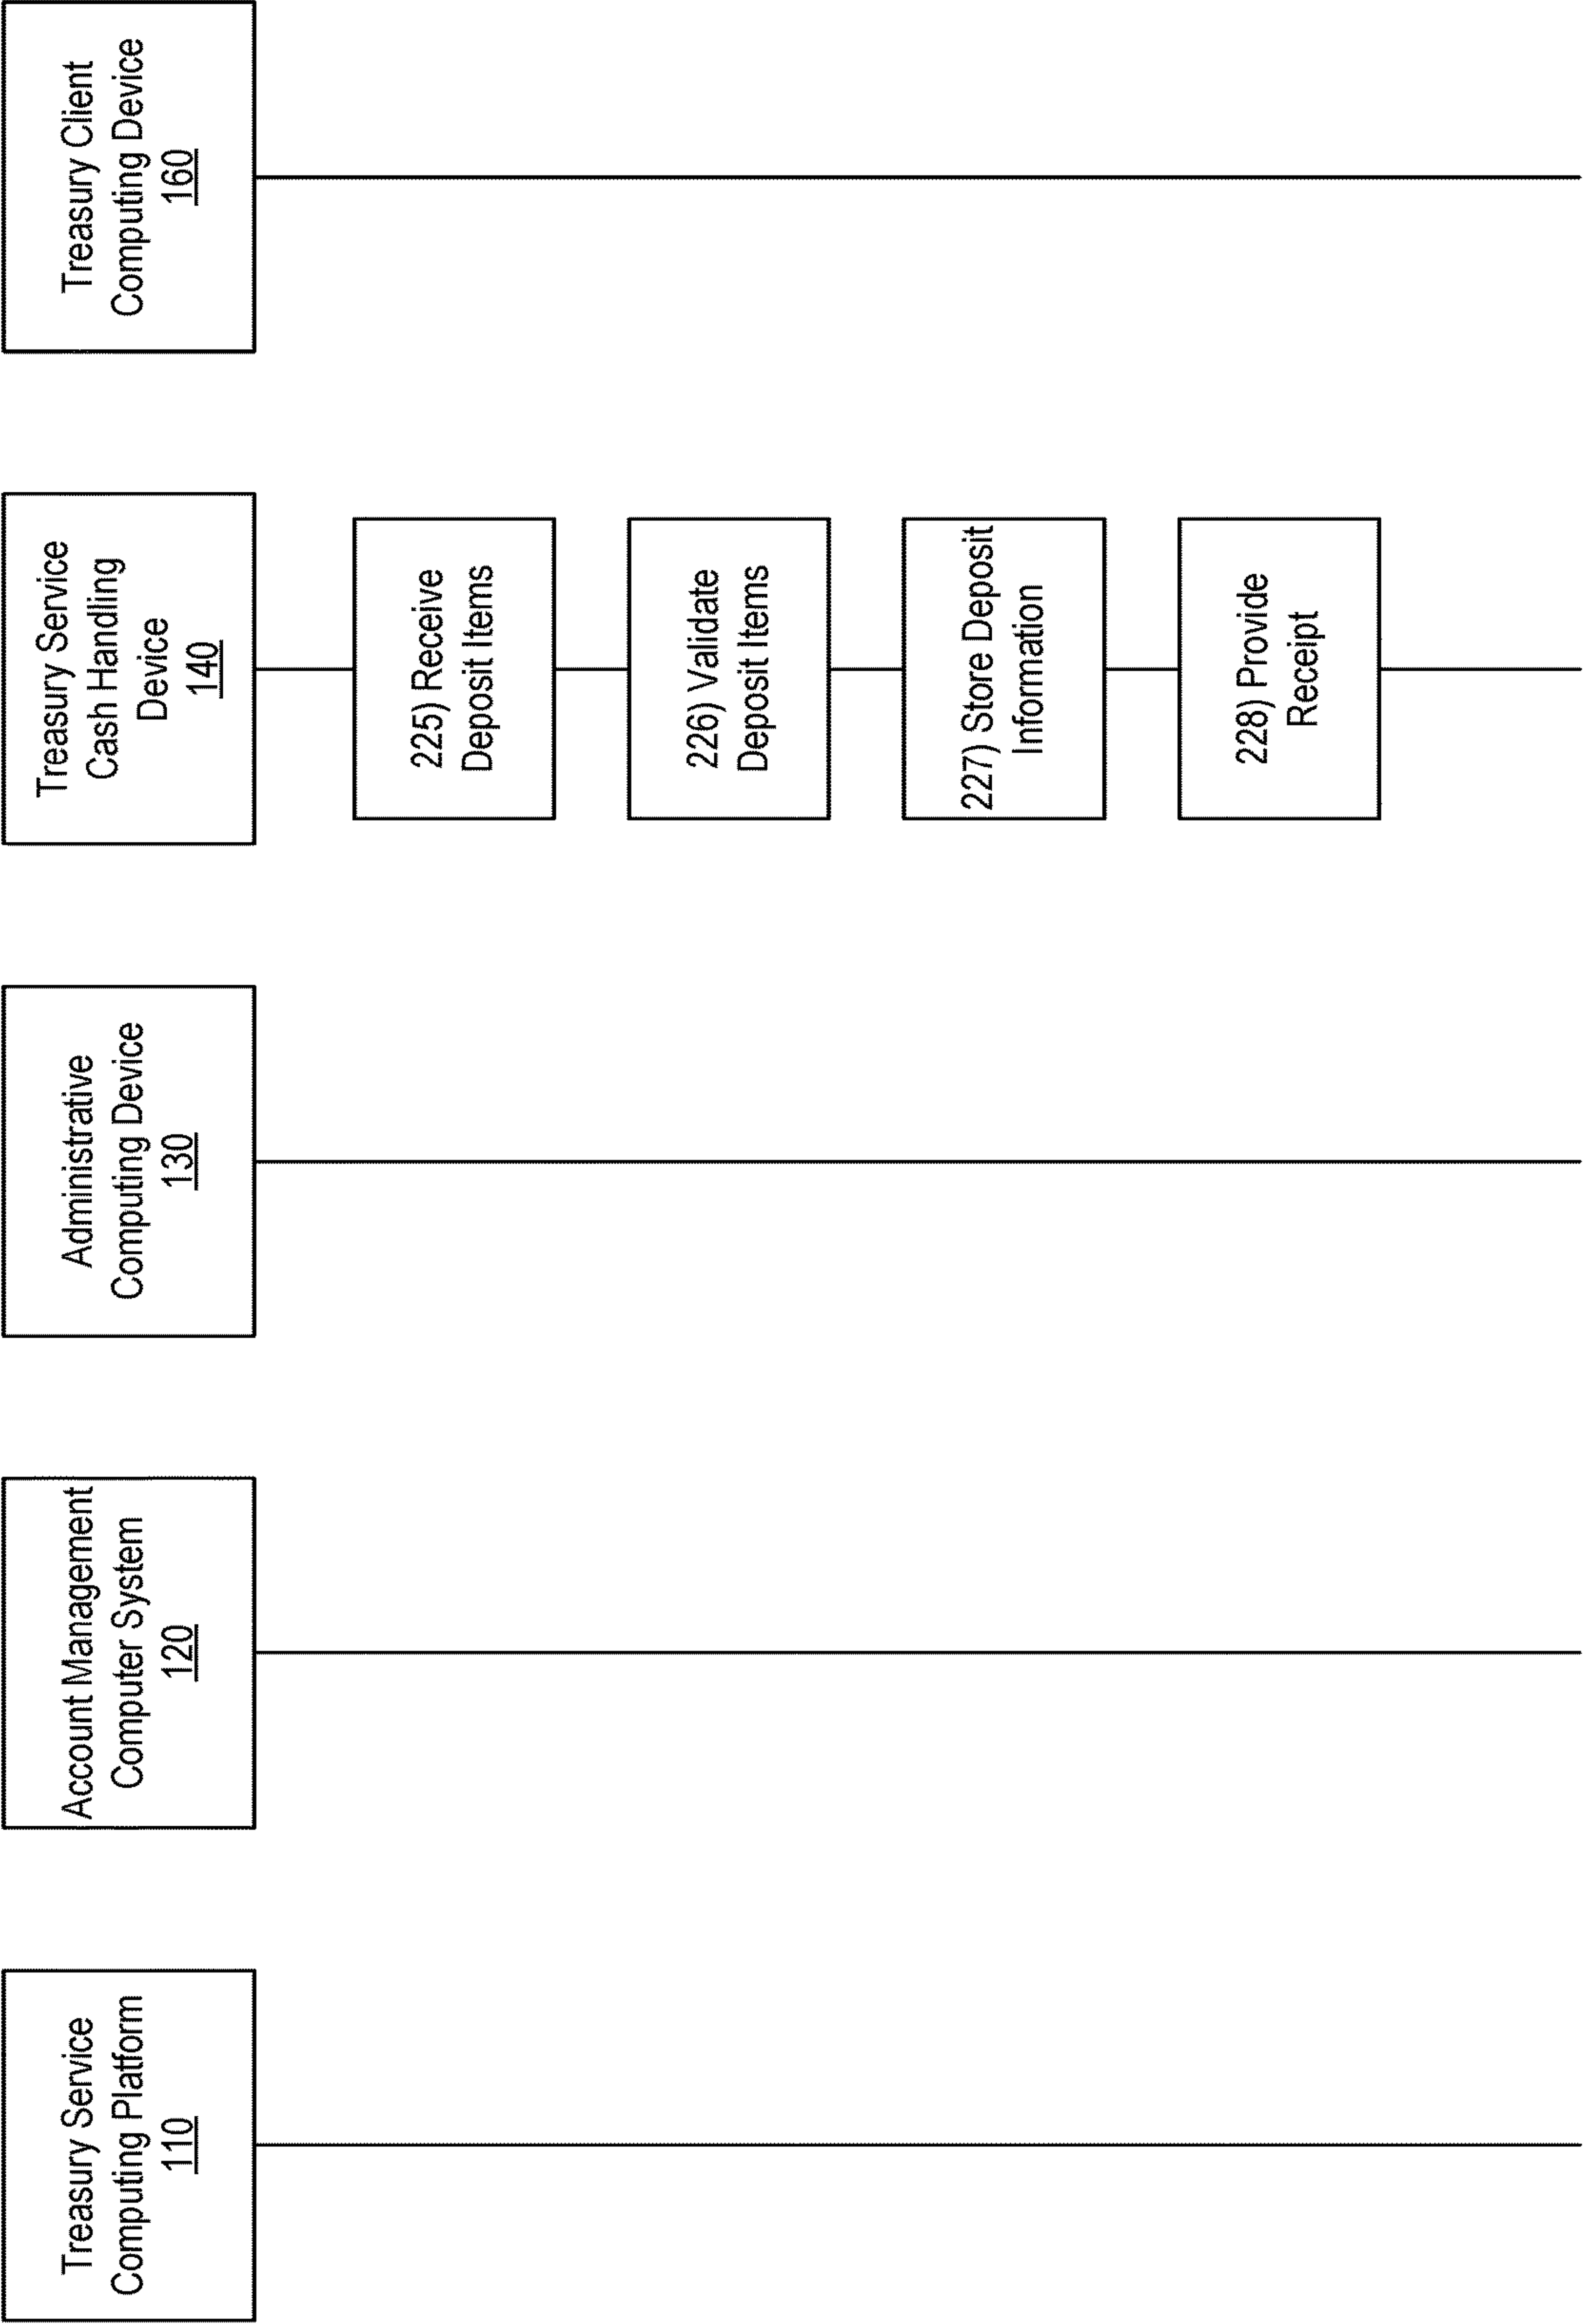 Treasury Service
Computing Platform
110
Account Management
Computer System
120
Administrative
Computing Device
130
Treasury Service
Cash Handling
Device
140
Treasury Client
Computing Device
160
225) Receive
Deposit Items
226) Validate
Deposit Items
227) Store Deposit
Information
228) Provide
Receipt